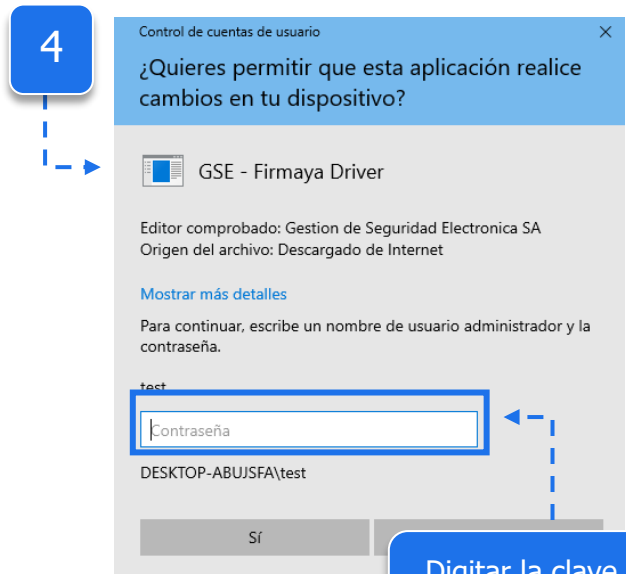 4
Control de cuentas de usuario
¿Quieres permitir que esta aplicación realice
cambios en tu dispositivo?
GSE - Firmaya Driver
Editor comprobado: Gestion de Seguridad Electronica SA
Origen del archivo: Descargado de Internet
Mostrar más detalles
Para continuar, escribe un nombre de usuario administrador y la
contraseña.
test
Contraseña
DESKTOP-ABUJSFA\test
Sí
Digitar la clave